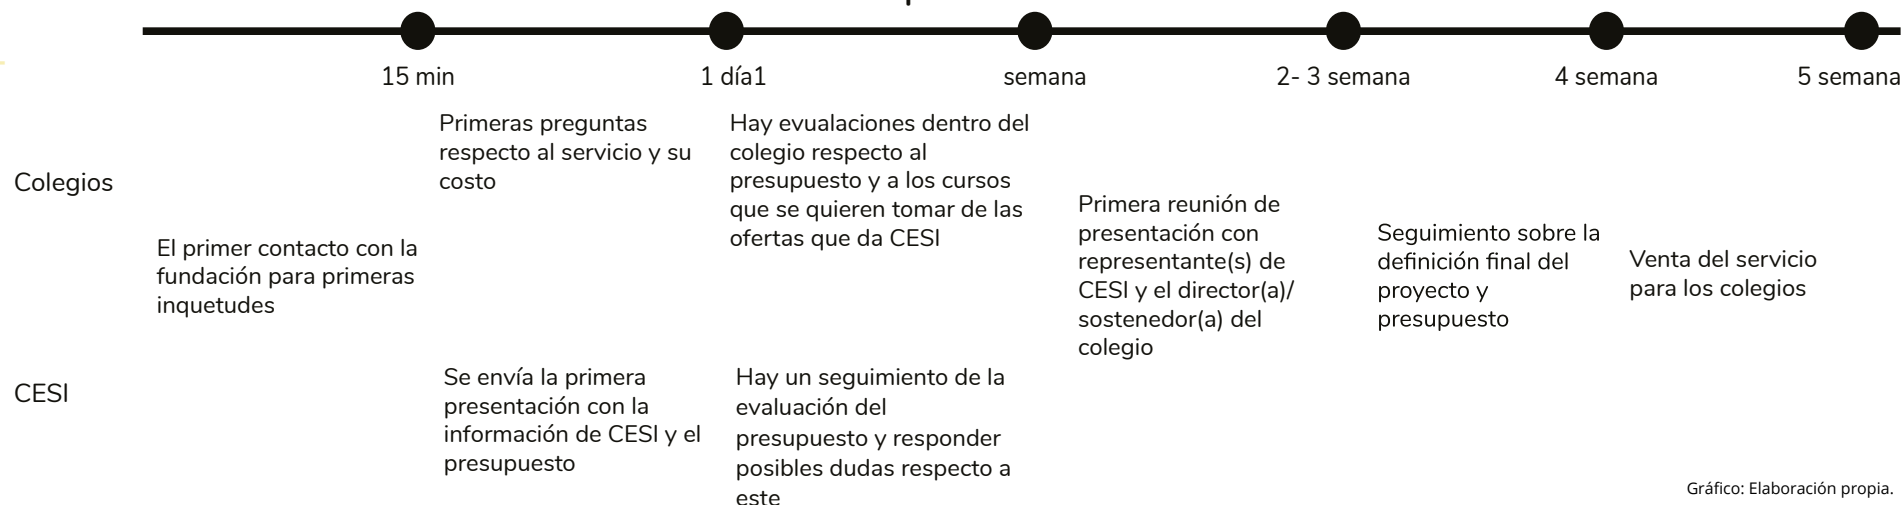 15 min
1 día1
semana
2- 3 semana
4 semana
5 semana
Colegios
El primer contacto con la
fundación para primeras
inquetudes
Primeras preguntas
respecto al servicio y su
costo
Hay evualaciones dentro del
colegio respecto al
presupuesto y a los cursos
que se quieren tomar de las
ofertas que da CESI
Primera reunión de
presentación con
representante(s) de
CESI y el director(a)/
sostenedor(a) del
colegio
Seguimiento sobre la
definición final del
proyecto y
presupuesto
Venta del servicio
para los colegios
CESI
Se envía la primera
presentación con la
información de CESI y el
presupuesto
Hay un seguimiento de la
evaluación del
presupuesto y responder
posibles dudas respecto a
este
Gráfico: Elaboración propia.